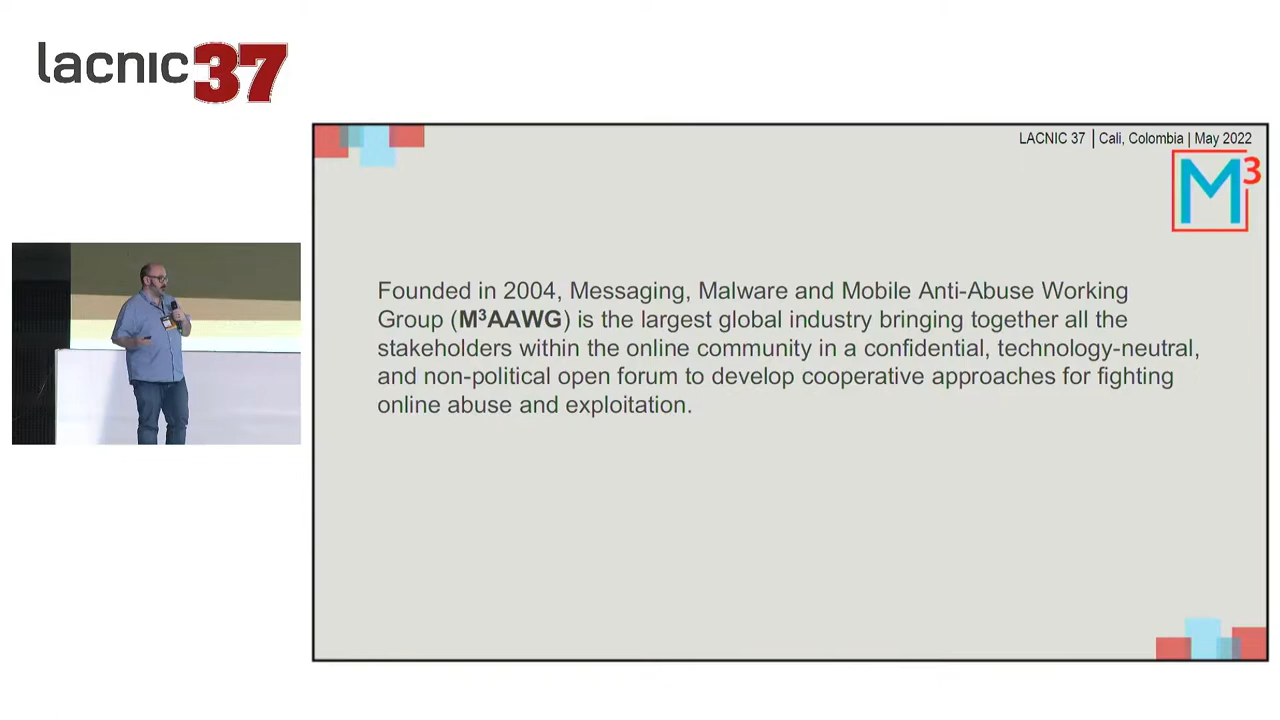 lacnic37
LACNIC 37 | Cali, Colombia | May 2022
M³
Founded in 2004, Messaging, Malware and Mobile Anti-Abuse Working
Group (M³AAWG) is the largest global industry bringing together all the
stakeholders within the online community in a confidential, technology-neutral,
and non-political open forum to develop cooperative approaches for fighting
online abuse and exploitation.